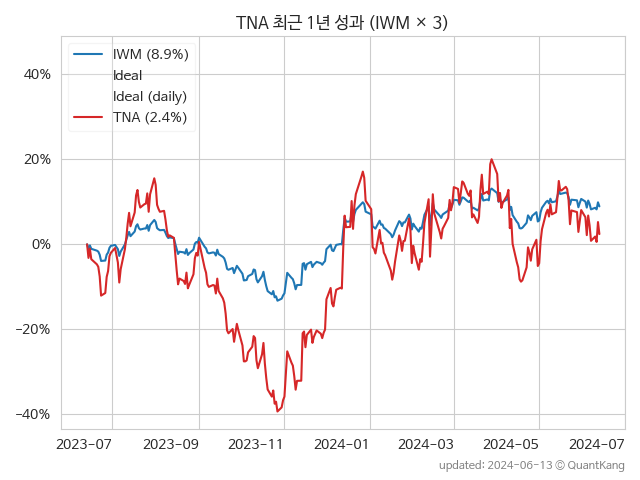 TNA 최근 1년 성과 (IWM × 3)
IWM (8.9%)
Ideal
Ideal (daily)
TNA (2.4%)
40%
20%
0%
−20%
−40%
2023-07 2023-09 2023-11 2024-01 2024-03 2024-05 2024-07
updated: 2024-06-13 ⓒ QuantKang